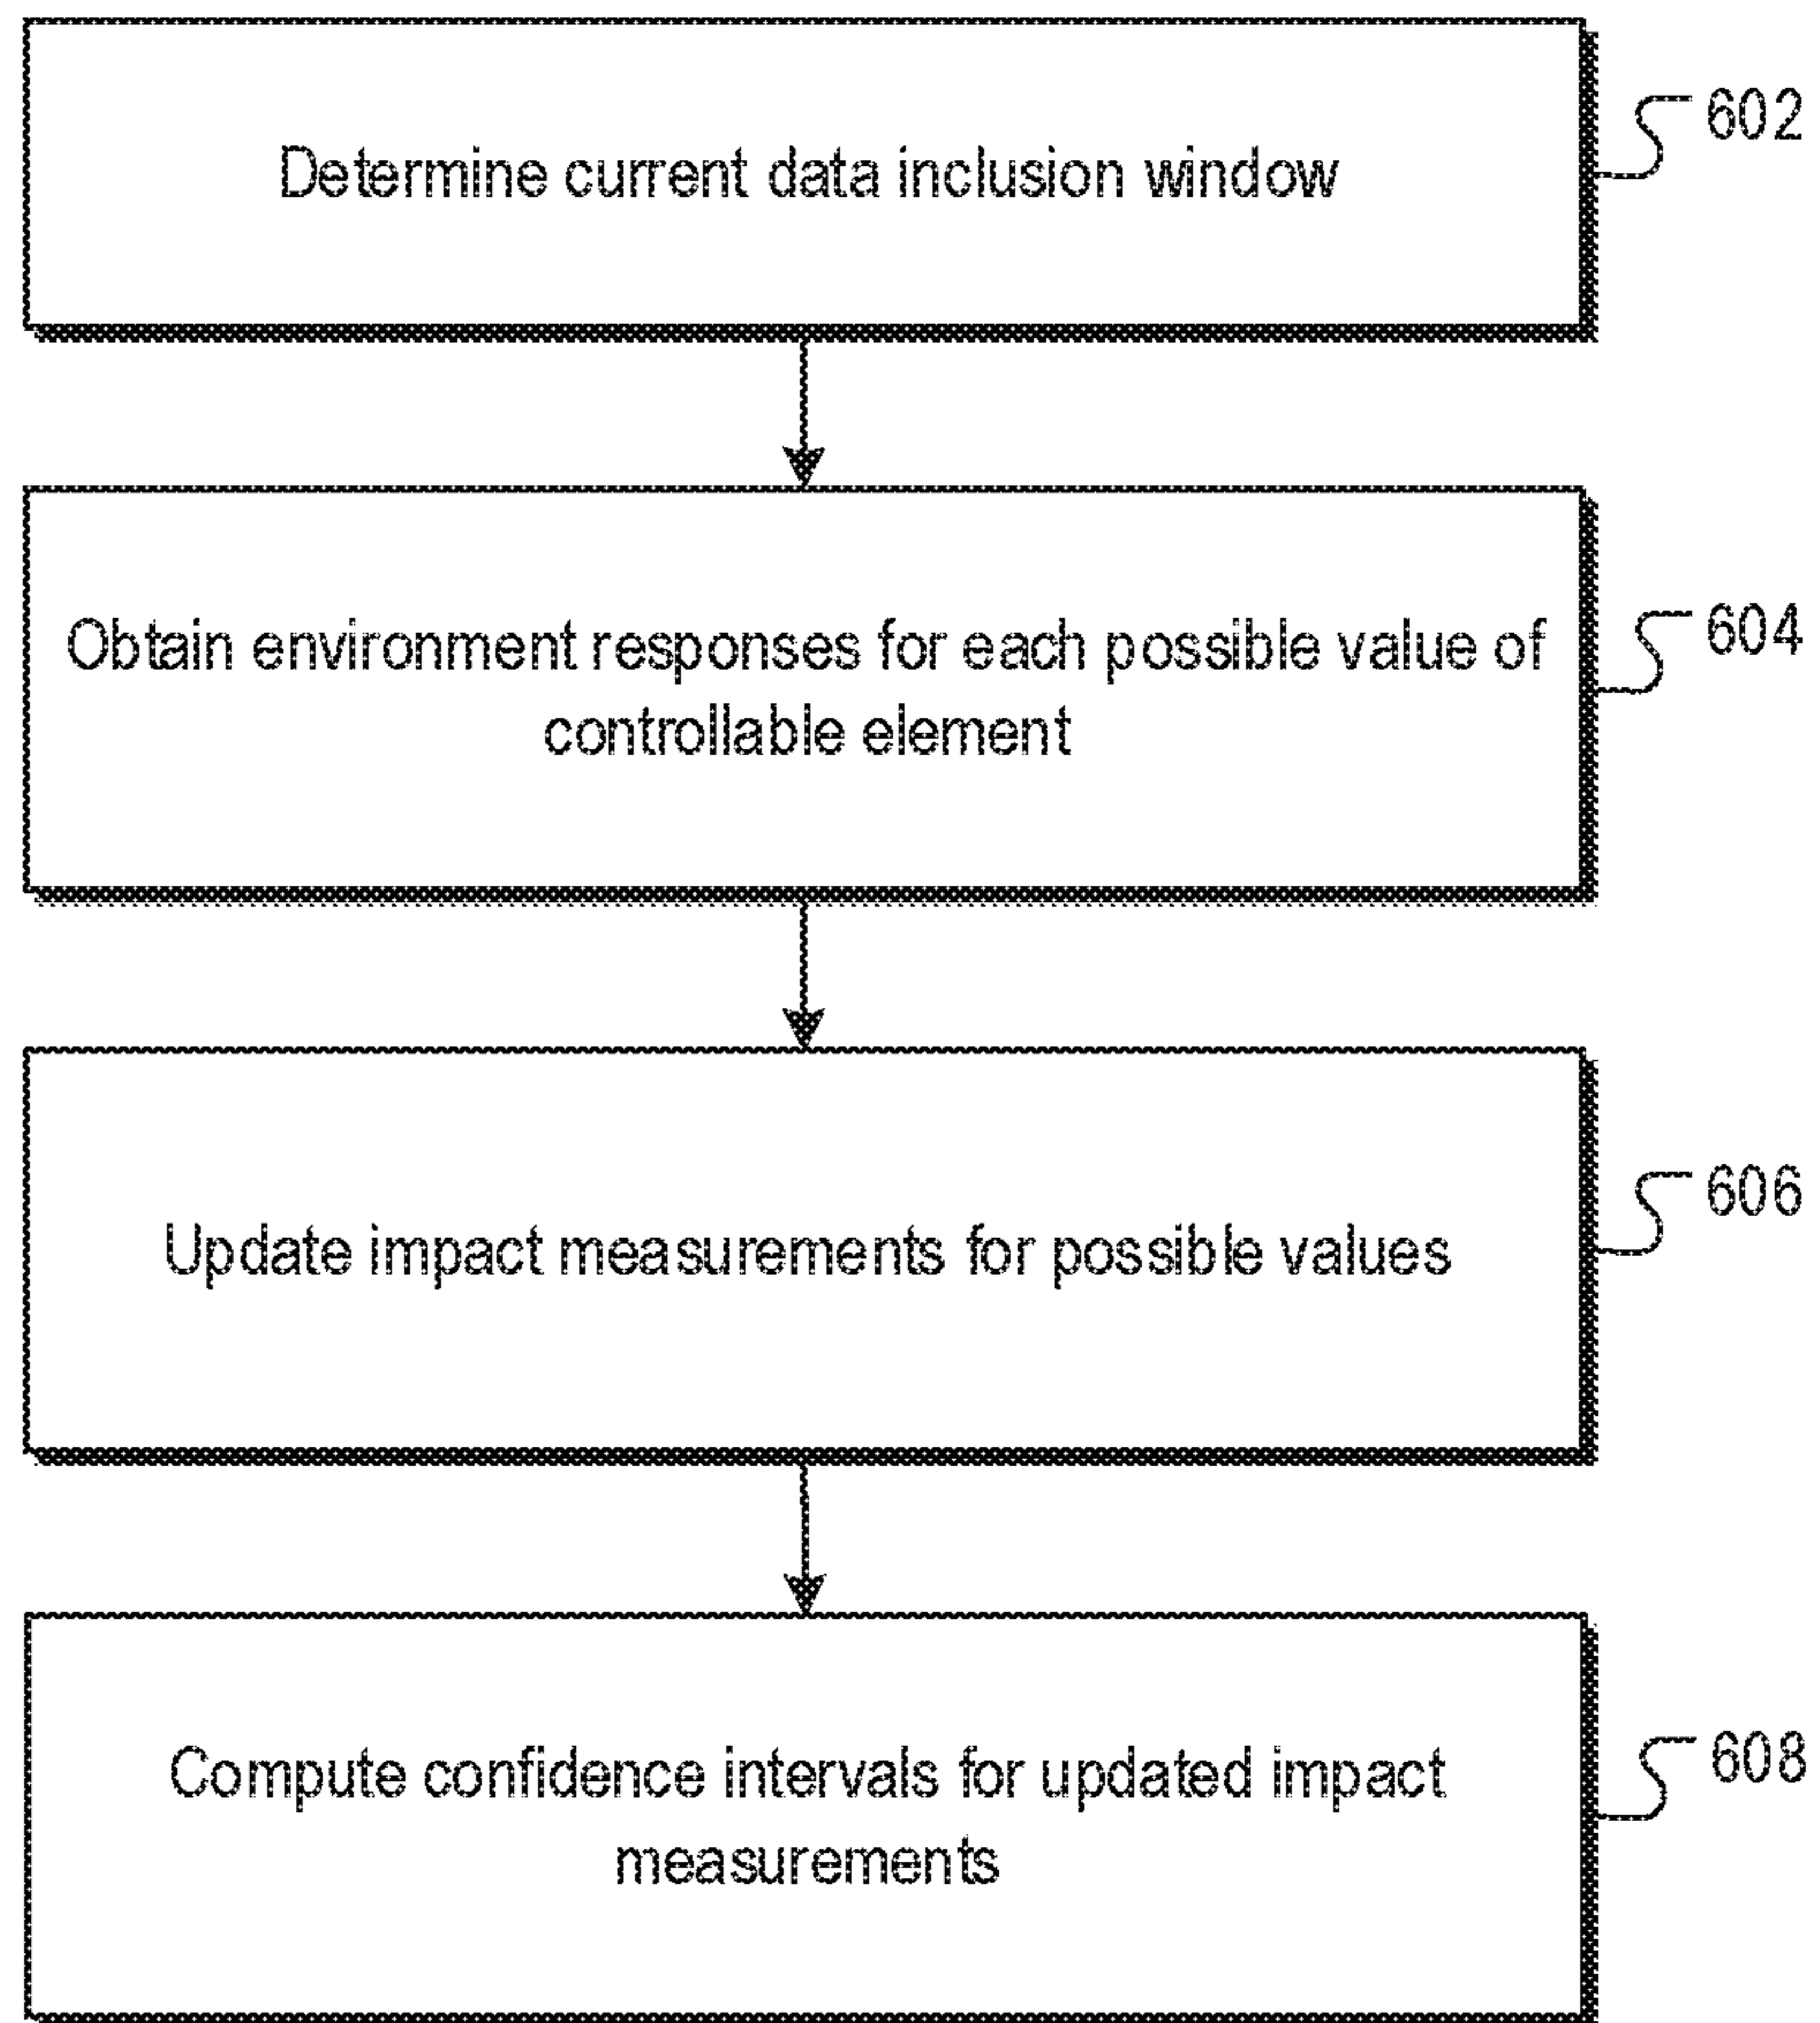 Determine current data inclusion window
602
Obtain environment responses for each possible value of
controllable element
604
Update impact measurements for possible values
606
Compute confidence intervals for updated impact
measurements
608